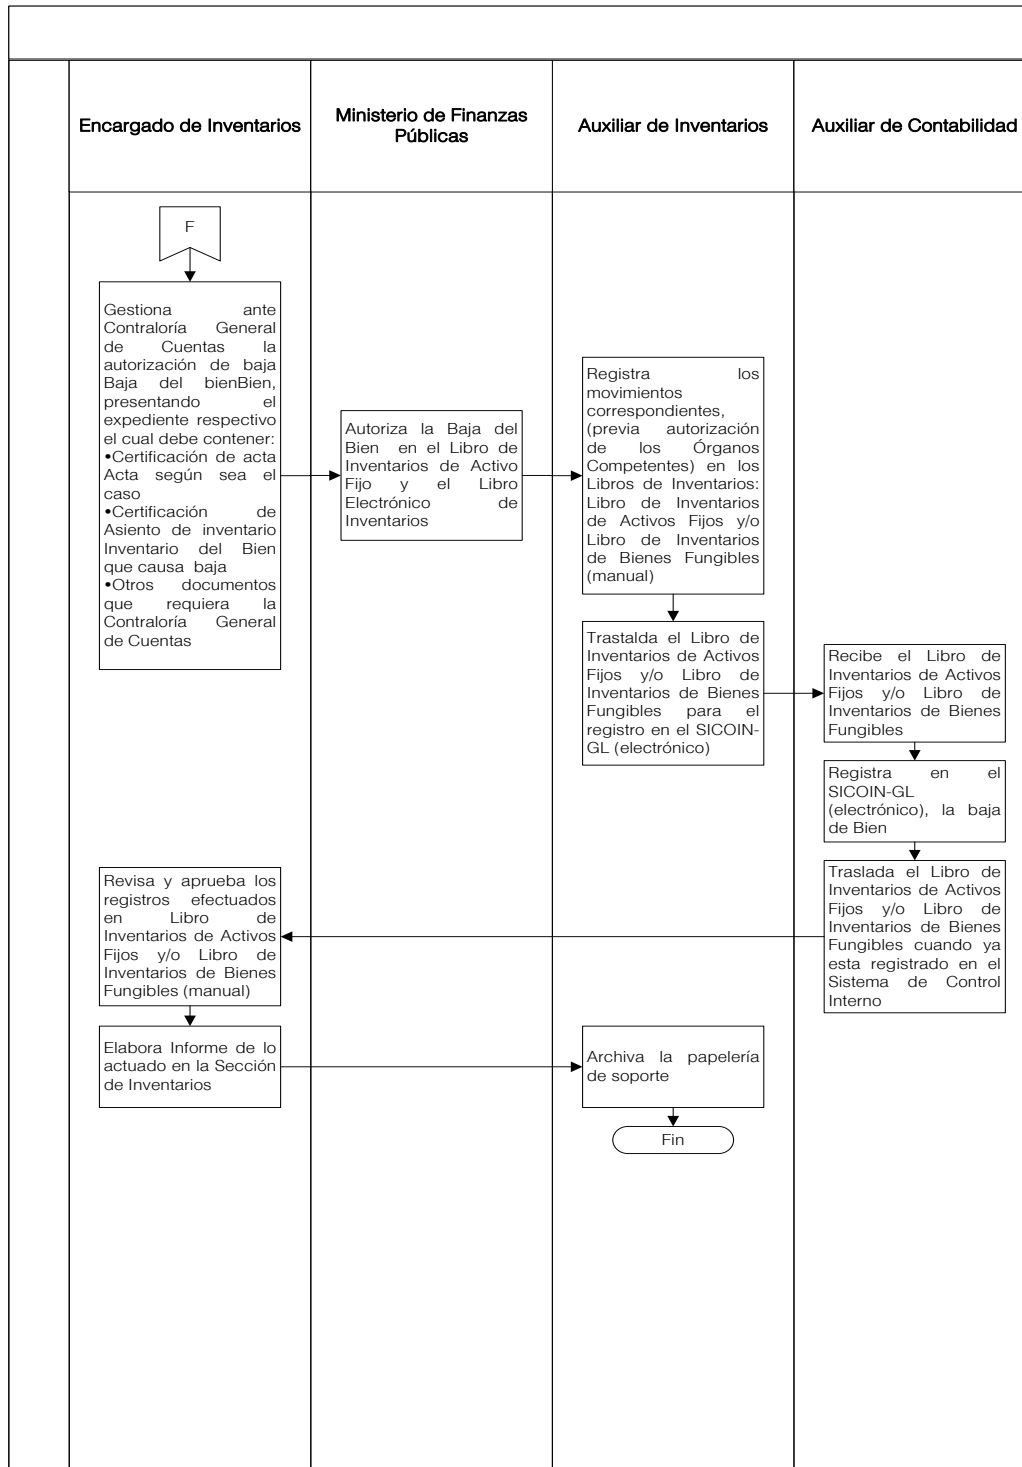 Encargado de Inventarios
Ministerio de Finanzas
Públicas
Auxiliar de Inventarios
Auxiliar de Contabilidad
F
Gestiona ante
Contraloría General
de Cuentas la
autorización de baja
Baja del bienBien,
presentando el
expediente respectivo
el cual debe contener:
•Certificación de acta
Acta según sea el
caso
•Certificación de
Asiento de inventario
Inventario del Bien
que causa baja
•Otros documentos
que requiera la
Contraloría General
de Cuentas
Autoriza la Baja del
Bien en el Libro de
Inventarios de Activo
Fijo y el Libro
Electrónico de
Inventarios
Registra los
movimientos
correspondientes,
(previa autorización
de los Órganos
Competentes) en los
Libros de Inventarios:
Libro de Inventarios
de Activos Fijos y/o
Libro de Inventarios
de Bienes Fungibles
(manual)
Trastalda el Libro de
Inventarios de Activos
Fijos y/o Libro de
Inventarios de Bienes
Fungibles para el
registro en el SICOIN-
GL (electrónico)
Recibe el Libro de
Inventarios de Activos
Fijos y/o Libro de
Inventarios de Bienes
Fungibles
Registra en el
SICOIN-GL
(electrónico), la baja
de Bien
Traslada el Libro de
Inventarios de Activos
Fijos y/o Libro de
Inventarios de Bienes
Fungibles cuando ya
esta registrado en el
Sistema de Control
Interno
Revisa y aprueba los
registros efectuados
en Libro de
Inventarios de Activos
Fijos y/o Libro de
Inventarios de Bienes
Fungibles (manual)
Elabora Informe de lo
actuado en la Sección
de Inventarios
Archiva la papelería
de soporte
Fin